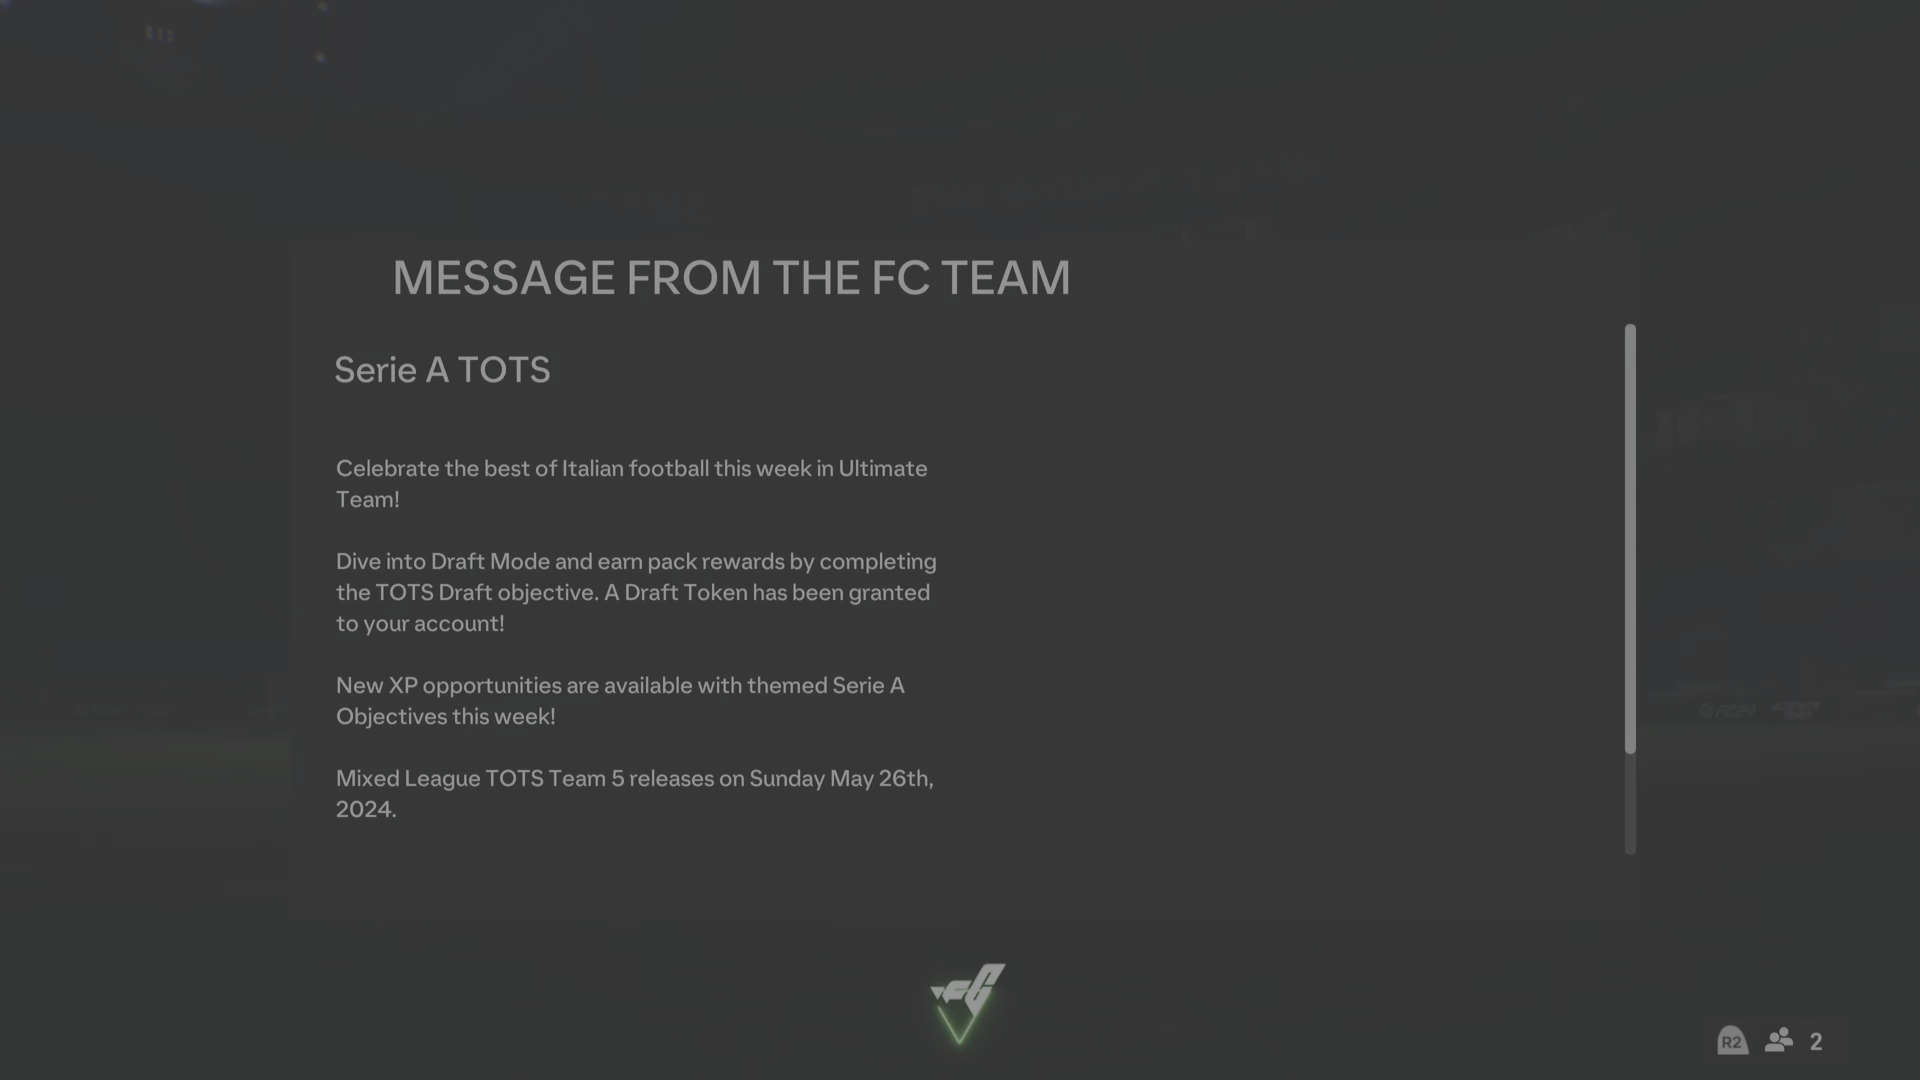 MESSAGE FROM THE FC TEAM
Serie A TOTS
Celebrate the best of Italian football this week in Ultimate
Team!
Dive into Draft Mode and earn pack rewards by completing
the TOTS Draft objective. A Draft Token has been granted
to your account!
New XP opportunities are available with themed Serie A
Objectives this week!
Mixed League TOTS Team 5 releases on Sunday May 26th,
2024.
FC
R2 2